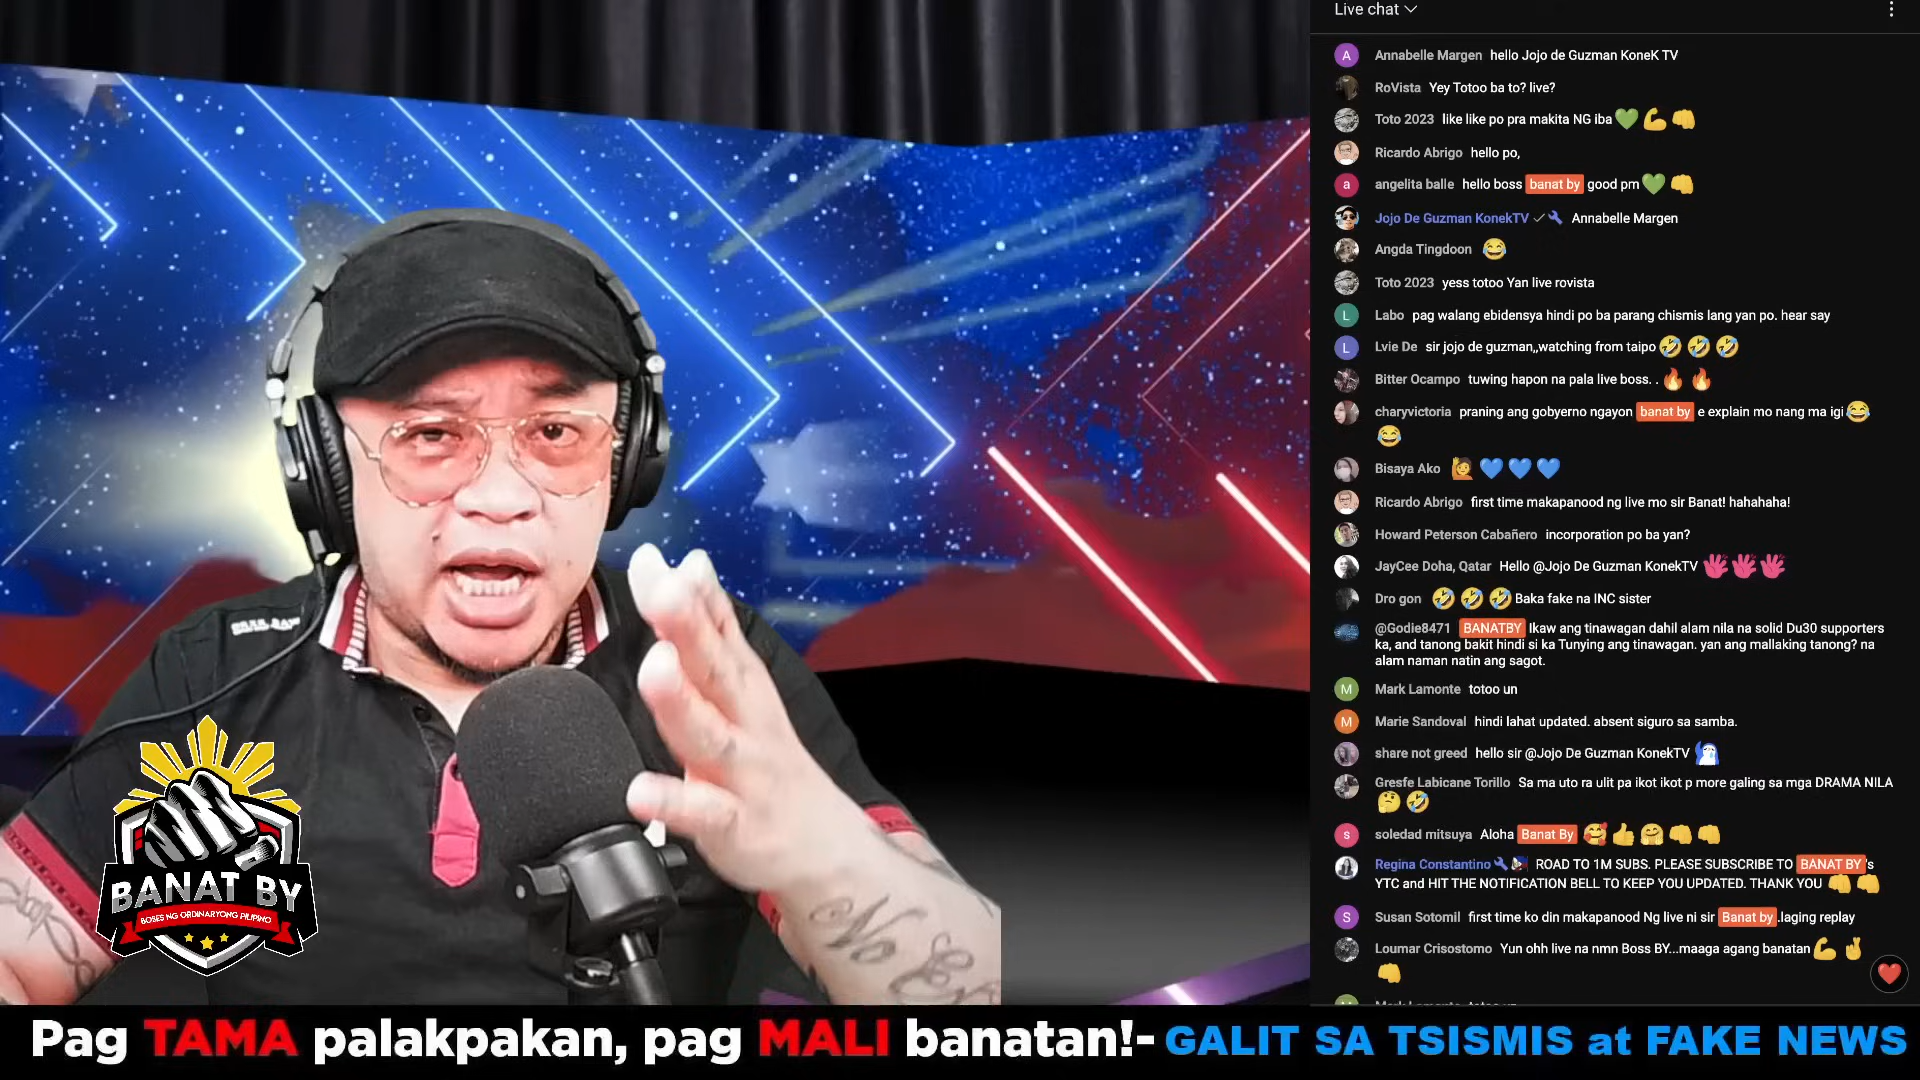 Live chat
A Annabelle Margen hello Jojo de Guzman KoneK TV
RoVista Yey Totoo ba to? live?
Toto 2023 like like po pra makita NG iba💚💪👊
Ricardo Abrigo hello po,
a angelita balle hello boss banat by good pm💚👊
Jojo De Guzman KonekTV Annabelle Margen
Angda Tingdoon 😂
Toto 2023 yess totoo Yan live rovista
L Labo pag walang ebidensya hindi po ba parang chismis lang yan po. hear say
L Lvie De sir jojo de guzman,,watching from taipo🤣🤣🤣
Bitter Ocampo tuwing hapon na pala live boss. . 🔥🔥
charyvictoria praning ang gobyerno ngayon banat by e explain mo nang ma igi😂
😂
Bisaya Ako 🙋💙💙💙
Ricardo Abrigo first time makapanood ng live mo sir Banat! hahahaha!
Howard Peterson Cabañero incorporation po ba yan?
JayCee Doha, Qatar Hello @Jojo De Guzman KonekTV
Dro gon 🤣🤣🤣Baka fake na INC sister
@Godie8471 BANATBY Ikaw ang tinawagan dahil alam nila na solid Du30 supporters
ka, and tanong bakit hindi si ka Tunying ang tinawagan. yan ang mallaking tanong? na
alam naman natin ang sagot.
M Mark Lamonte totoo un
M Marie Sandoval hindi lahat updated. absent siguro sa samba.
share not greed hello sir @Jojo De Guzman KonekTV
Gresfe Labicane Torillo Sa ma uto ra ulit pa ikot ikot p more galing sa mga DRAMA NILA
🤔🤣
s soledad mitsuya Aloha Banat By 🥰👍🤗👊👊
Regina Constantino ROAD TO 1M SUBS. PLEASE SUBSCRIBE TO BANAT BY's
YTC and HIT THE NOTIFICATION BELL TO KEEP YOU UPDATED. THANK YOU 👊👊
S Susan Sotomil first time ko din makapanood Ng live ni sir Banat by.laging replay
Loumar Crisostomo Yun ohh live na nmn Boss BY...maaga agang banatan💪✌
👊
BANAT BY
BOSES NG ORDINARYONG PILIPINO
No
Pag TAMA palakpakan, pag MALI banatan!- GALIT SA TSISMIS at FAKE NEWS